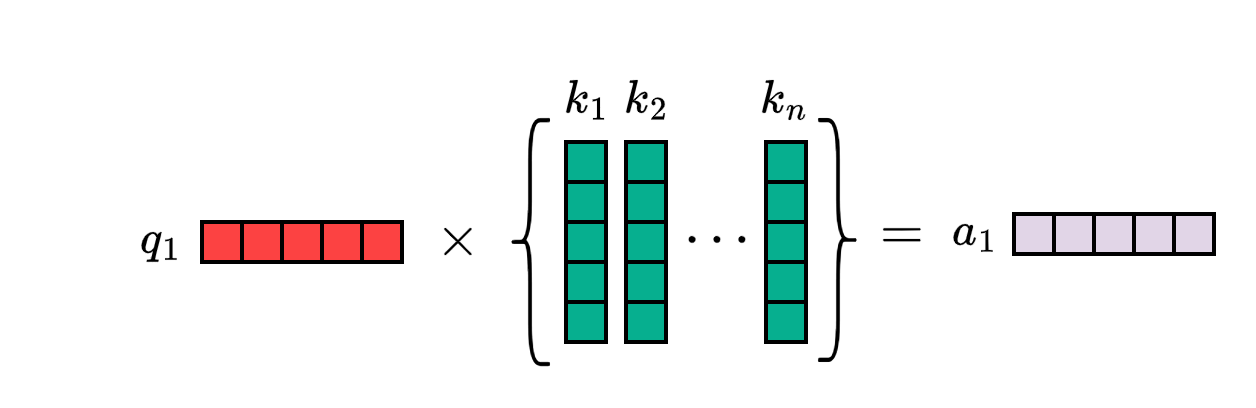 k₁ k₂ kₙ
q₁ × { ⋯ } = a₁